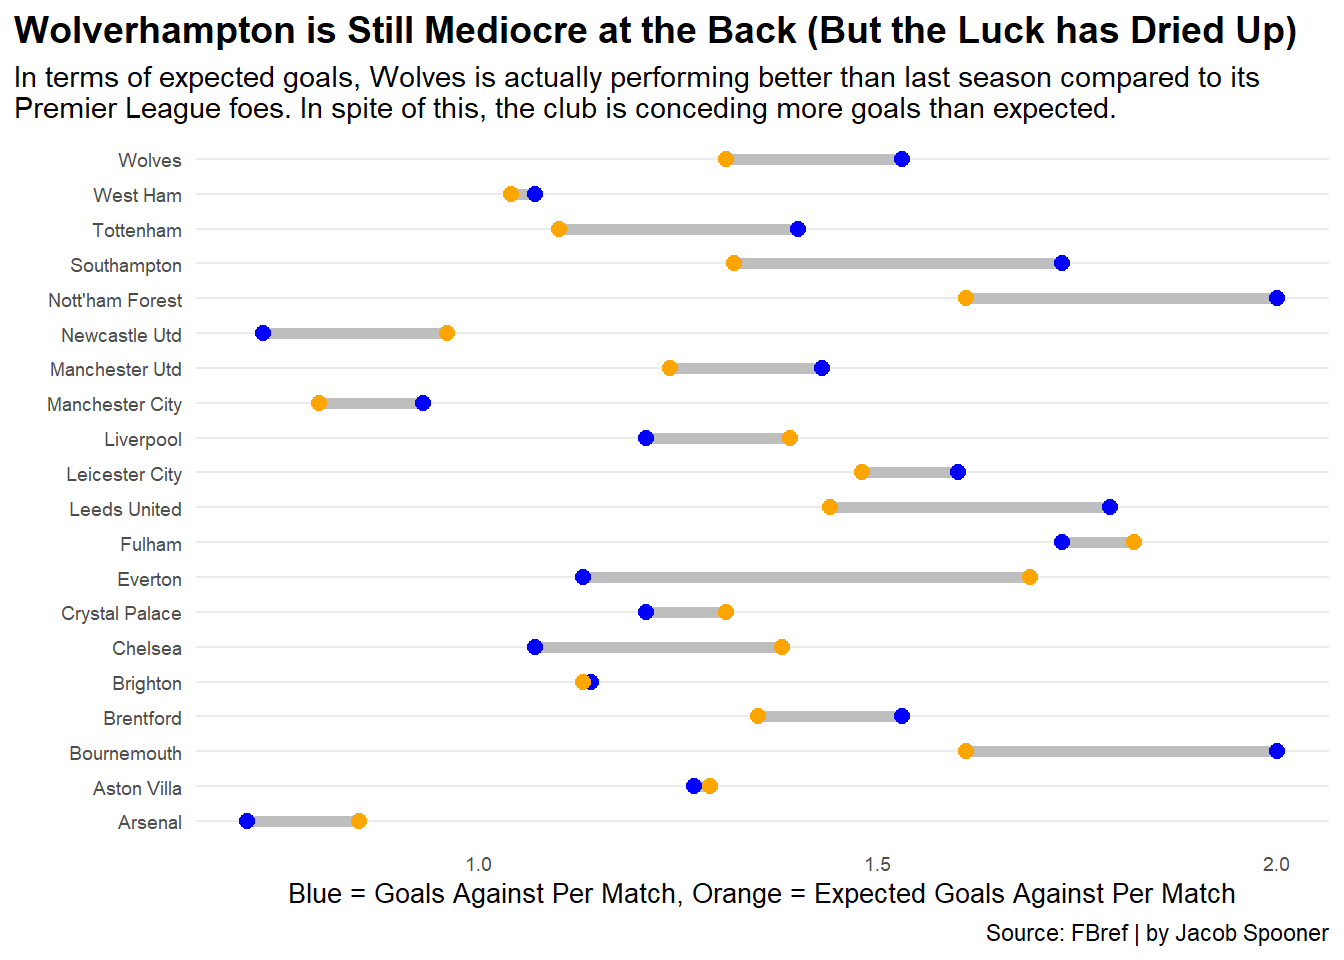 Wolverhampton is Still Mediocre at the Back (But the Luck has Dried Up)
In terms of expected goals, Wolves is actually performing better than last season compared to its
Premier League foes. In spite of this, the club is conceding more goals than expected.
Wolves
West Ham
Tottenham
Southampton
Nott'ham Forest
Newcastle Utd
Manchester Utd
Manchester City
Liverpool
Leicester City
Leeds United
Fulham
Everton
Crystal Palace
Chelsea
Brighton
Brentford
Bournemouth
Aston Villa
Arsenal
1.0 1.5 2.0
Blue = Goals Against Per Match, Orange = Expected Goals Against Per Match
Source: FBref | by Jacob Spooner